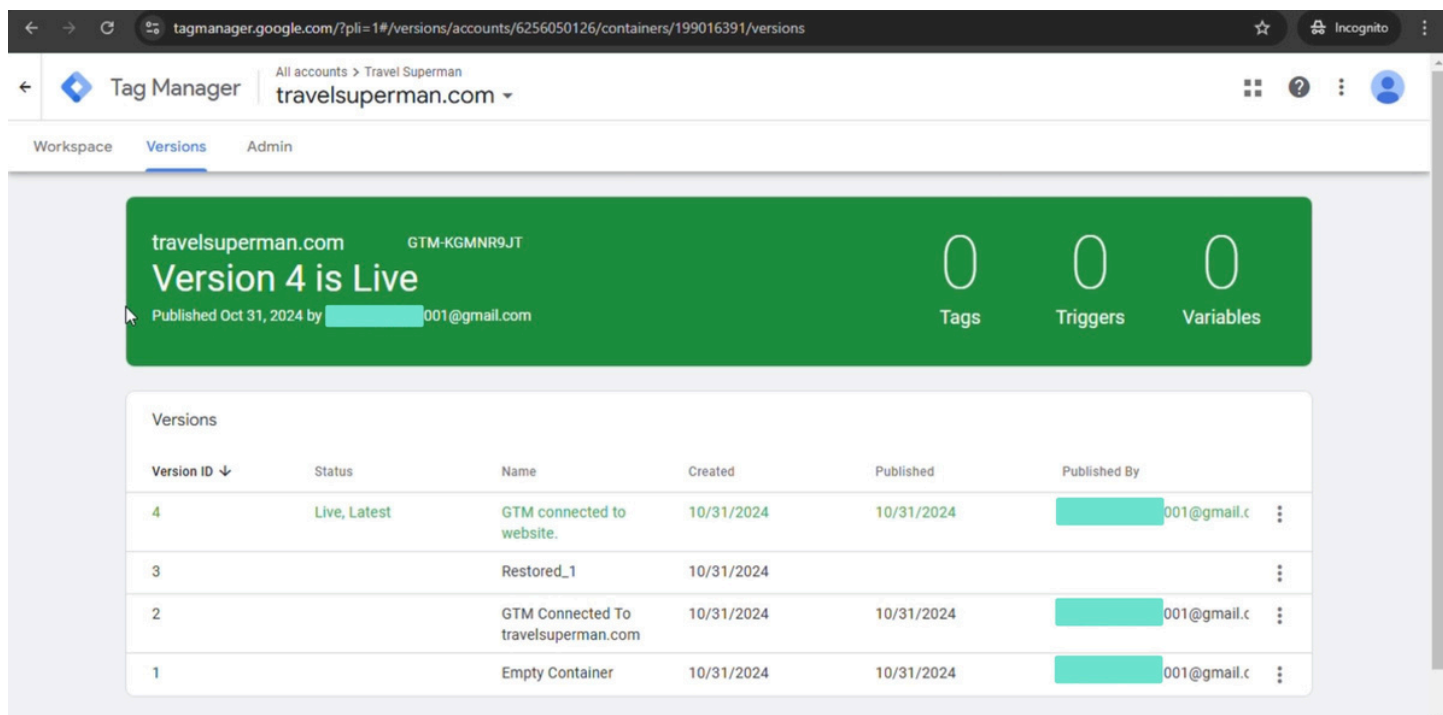 tagmanager.google.com/?pli=1#/versions/accounts/6256050126/containers/199016391/versions
Incognito
Tag Manager
All accounts > Travel Superman
travelsuperman.com
Workspace Versions Admin
travelsuperman.com GTM-KGMNR9JT
Version 4 is Live
Published Oct 31, 2024 by 001@gmail.com
0 0 0
Tags Triggers Variables
Versions
Version ID Status Name Created Published Published By
4 Live, Latest GTM connected to 10/31/2024 10/31/2024 001@gmail.c
website.
3 Restored_1 10/31/2024
2 GTM Connected To 10/31/2024 10/31/2024 001@gmail.c
travelsuperman.com
1 Empty Container 10/31/2024 10/31/2024 001@gmail.c